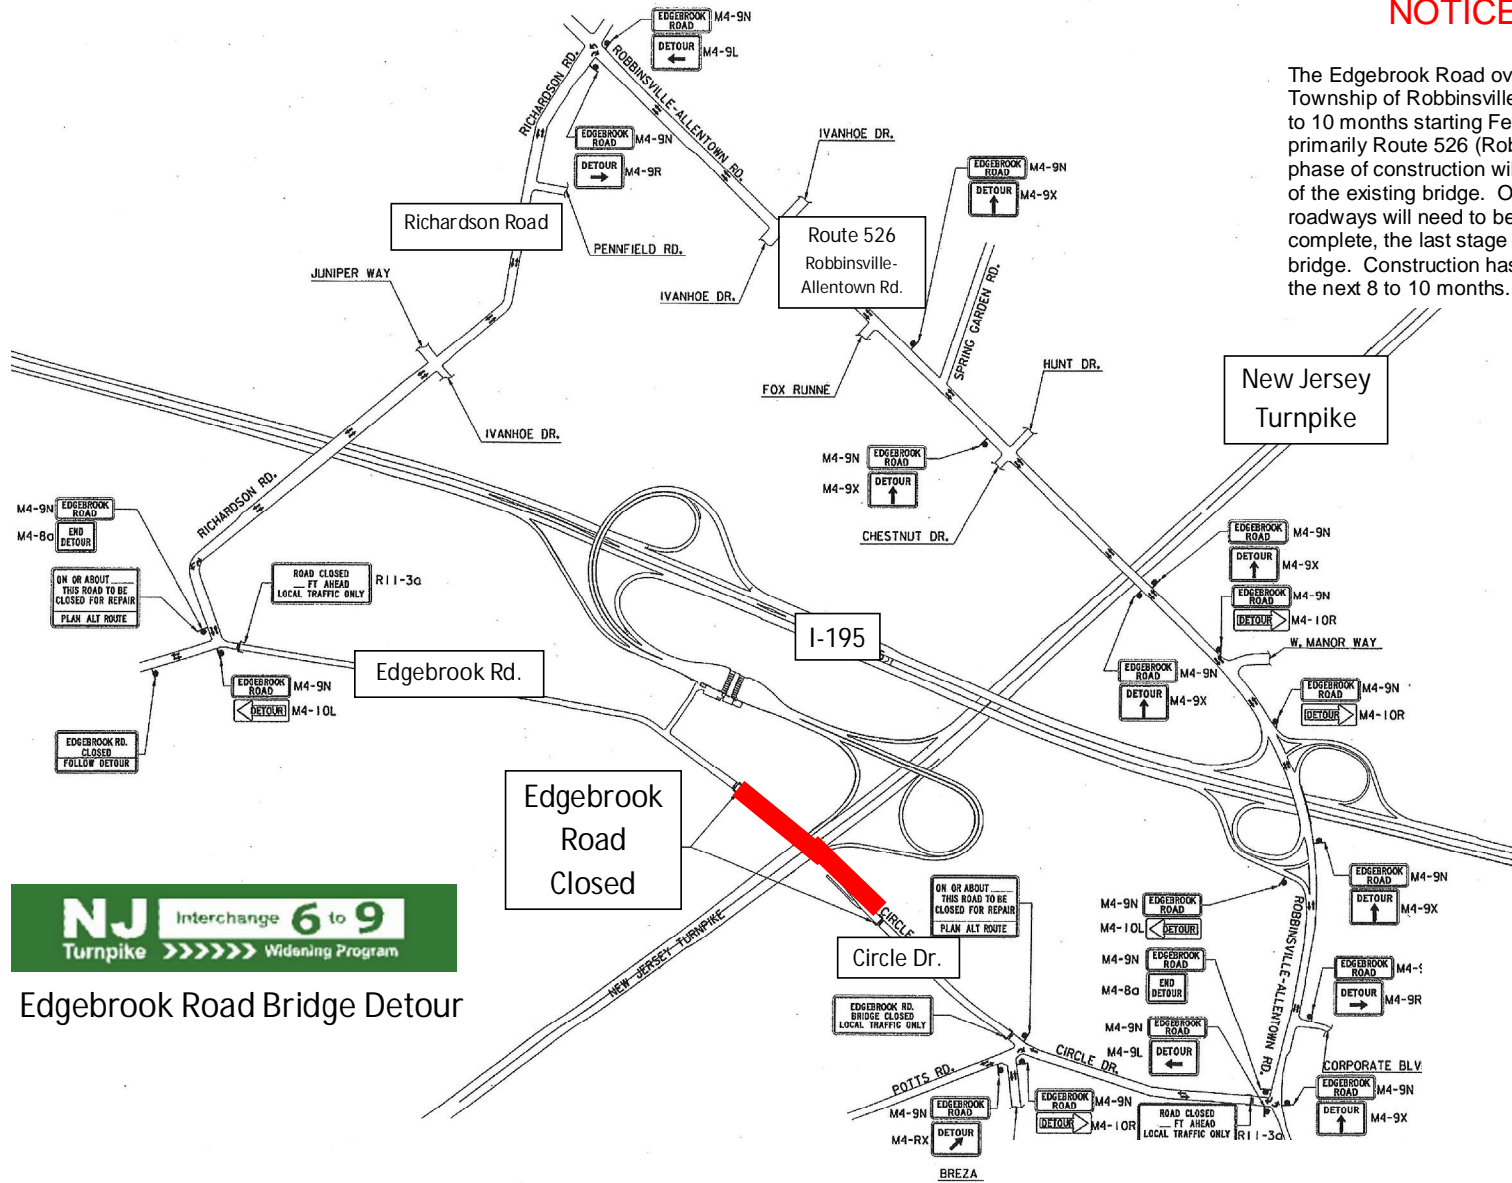 NOTICE
The Edgebrook Road ov
Township of Robbinsville
to 10 months starting Fe
primarily Route 526 (Rob
phase of construction wil
of the existing bridge. O
roadways will need to be
complete, the last stage
bridge. Construction has
the next 8 to 10 months.
EDGEBROOK
ROAD
M4-9N
DETOUR
M4-9L
RICHARDSON RD.
ROBBINSVILLE-ALLENTOWN RD.
EDGEBROOK
ROAD
M4-9N
DETOUR
M4-9R
IVANHOE DR.
EDGEBROOK
ROAD
M4-9N
DETOUR
M4-9X
Richardson Road
PENNFIELD RD.
Route 526
Robbinsville-
Allentown Rd.
JUNIPER WAY
IVANHOE DR.
SPRING GARDEN RD.
FOX RUNNE
HUNT DR.
New Jersey
Turnpike
IVANHOE DR.
M4-9N
EDGEBROOK
ROAD
M4-9X
DETOUR
CHESTNUT DR.
RICHARDSON RD.
M4-9N
EDGEBROOK
ROAD
M4-8a
END
DETOUR
ON OR ABOUT____
THIS ROAD TO BE
CLOSED FOR REPAIR
PLAN ALT ROUTE
ROAD CLOSED
__ FT AHEAD
LOCAL TRAFFIC ONLY
R11-3a
EDGEBROOK
ROAD
M4-9N
DETOUR
M4-9X
EDGEBROOK
ROAD
M4-9N
DETOUR
M4-10R
W. MANOR WAY
I-195
Edgebrook Rd.
EDGEBROOK
ROAD
M4-9N
DETOUR
M4-10L
EDGEBROOK
ROAD
M4-9N
DETOUR
M4-9X
EDGEBROOK
ROAD
M4-9N
DETOUR
M4-10R
EDGEBROOK RD.
CLOSED
FOLLOW DETOUR
Edgebrook
Road
Closed
NJ
Turnpike
Interchange 6 to 9
>>>>>> Widening Program
Edgebrook Road Bridge Detour
NEW JERSEY TURNPIKE
CIRCLE
Circle Dr.
ON OR ABOUT____
THIS ROAD TO BE
CLOSED FOR REPAIR
PLAN ALT ROUTE
EDGEBROOK RD.
BRIDGE CLOSED
LOCAL TRAFFIC ONLY
EDGEBROOK
ROAD
M4-9N
DETOUR
M4-9X
M4-9N
EDGEBROOK
ROAD
M4-10L
DETOUR
M4-9N
EDGEBROOK
ROAD
M4-8a
END
DETOUR
M4-9N
EDGEBROOK
ROAD
M4-9L
DETOUR
ROBBINSVILLE-ALLENTOWN RD.
EDGEBROOK
ROAD
DETOUR
M4-9R
CORPORATE BLV
POTTS RD.
CIRCLE DR.
M4-9N
EDGEBROOK
ROAD
M4-RX
DETOUR
BREZA
EDGEBROOK
ROAD
M4-9N
DETOUR
M4-10R
ROAD CLOSED
__ FT AHEAD
LOCAL TRAFFIC ONLY
R11-3a
EDGEBROOK
ROAD
M4-9N
DETOUR
M4-9X